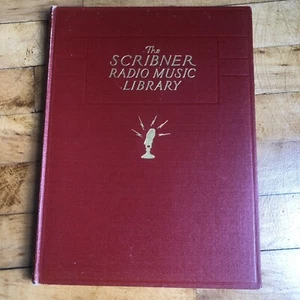 The
SCRIBNER
RADIO MUSIC
LIBRARY